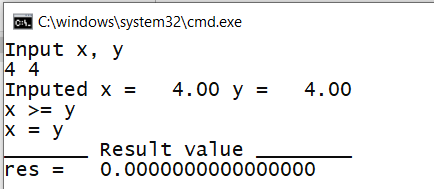 C:\windows\system32\cmd.exe
Input x, y
4 4
Inputed x =   4.00 y =   4.00
x >= y
x = y
_______ Result value ________
res =   0.0000000000000000